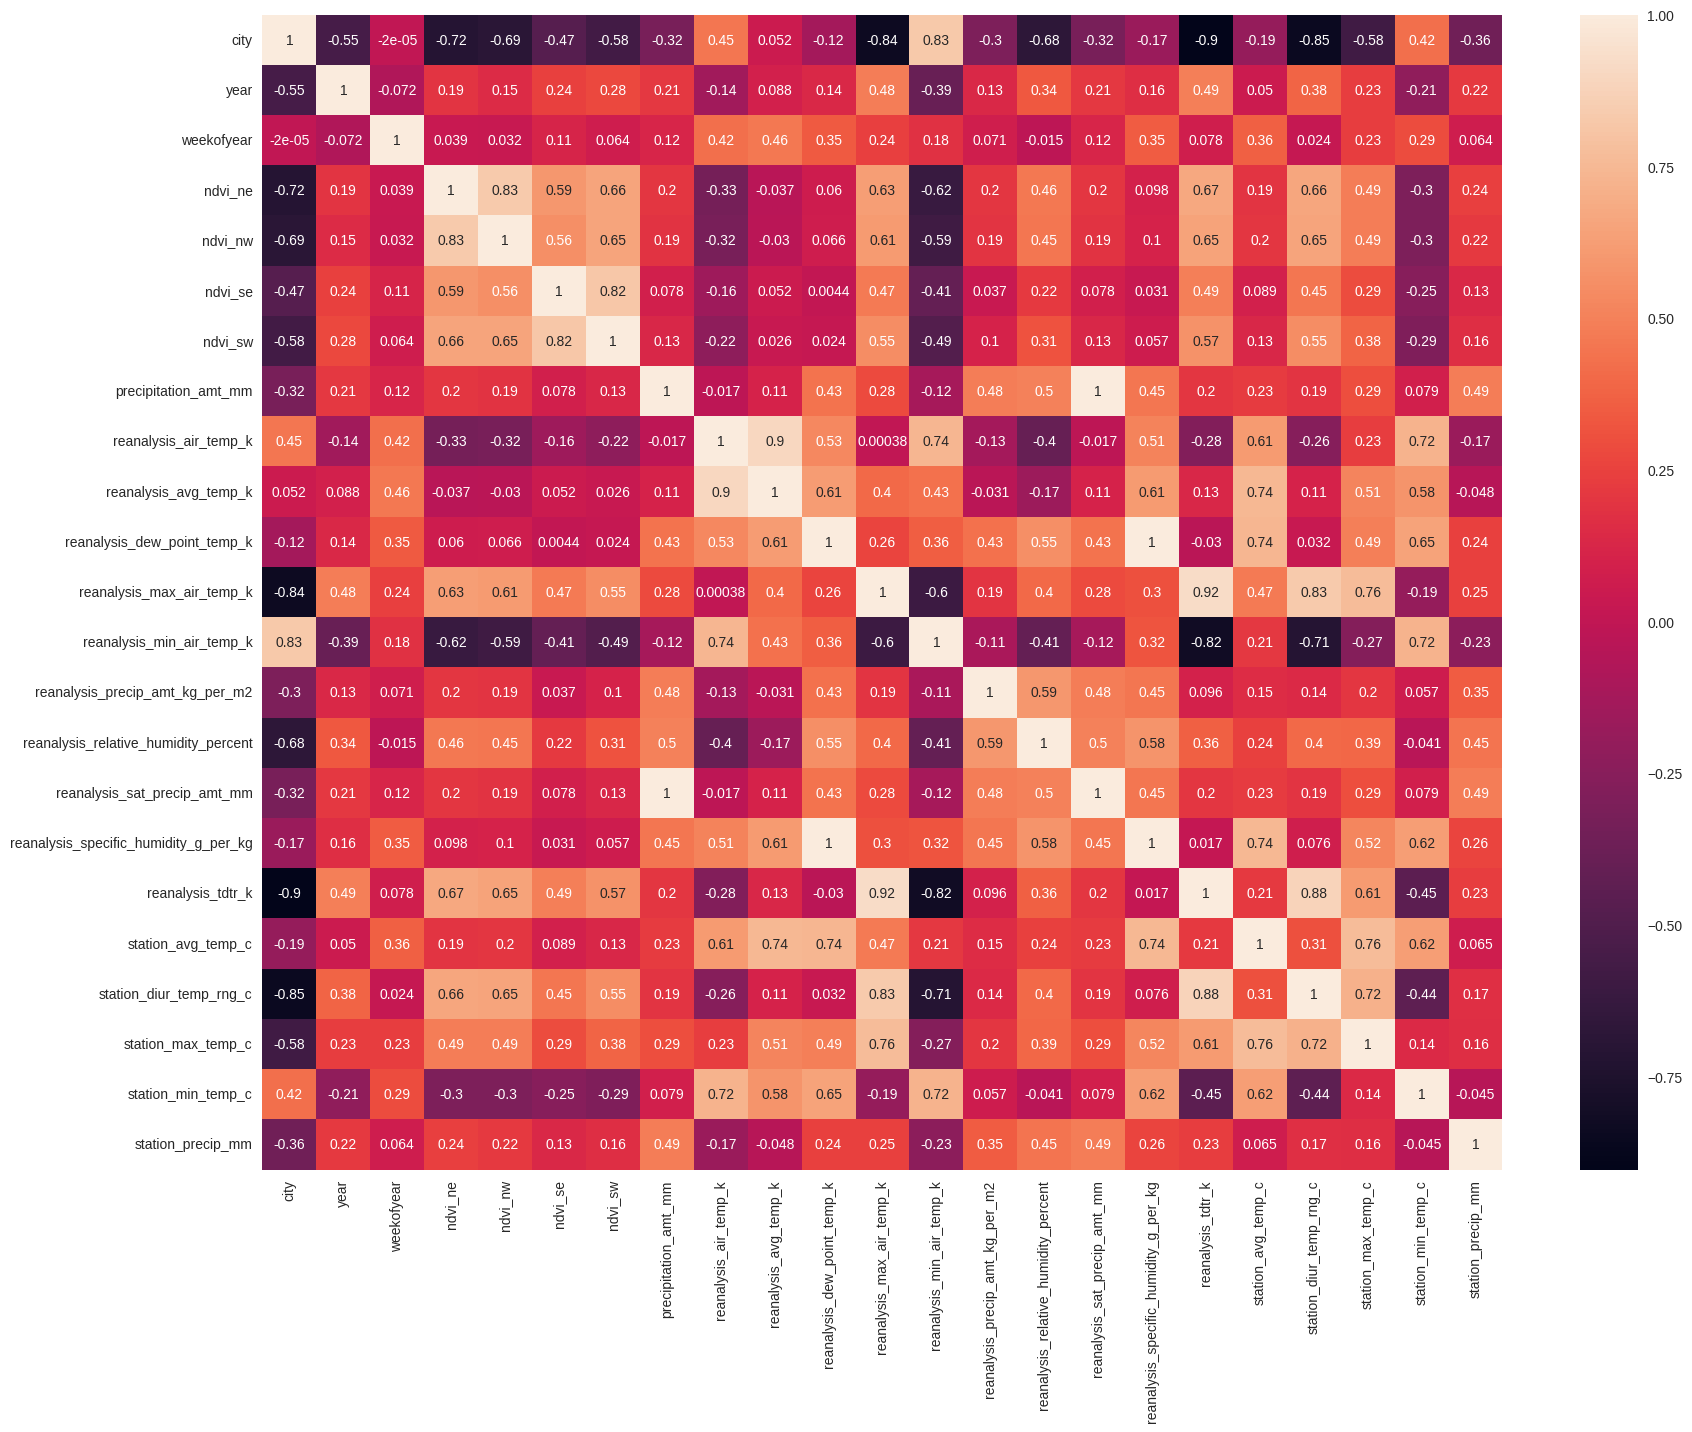 city 1 -0.55 -2e-05 -0.72 -0.69 -0.47 -0.58 -0.32 0.45 0.052 -0.12 -0.84 0.83 -0.3 -0.68 -0.32 -0.17 -0.9 -0.19 -0.85 -0.58 0.42 -0.36
year -0.55 1 -0.072 0.19 0.15 0.24 0.28 0.21 -0.14 0.088 0.14 0.48 -0.39 0.13 0.34 0.21 0.16 0.49 0.05 0.38 0.23 -0.21 0.22
weekofyear -2e-05 -0.072 1 0.039 0.032 0.11 0.064 0.12 0.42 0.46 0.35 0.24 0.18 0.071 -0.015 0.12 0.35 0.078 0.36 0.024 0.23 0.29 0.064
ndvi_ne -0.72 0.19 0.039 1 0.83 0.59 0.66 0.2 -0.33 -0.037 0.06 0.63 -0.62 0.2 0.46 0.2 0.098 0.67 0.19 0.66 0.49 -0.3 0.24
ndvi_nw -0.69 0.15 0.032 0.83 1 0.56 0.65 0.19 -0.32 -0.03 0.066 0.61 -0.59 0.19 0.45 0.19 0.1 0.65 0.2 0.65 0.49 -0.3 0.22
ndvi_se -0.47 0.24 0.11 0.59 0.56 1 0.82 0.078 -0.16 0.052 0.0044 0.47 -0.41 0.037 0.22 0.078 0.031 0.49 0.089 0.45 0.29 -0.25 0.13
ndvi_sw -0.58 0.28 0.064 0.66 0.65 0.82 1 0.13 -0.22 0.026 0.024 0.55 -0.49 0.1 0.31 0.13 0.057 0.57 0.13 0.55 0.38 -0.29 0.16
precipitation_amt_mm -0.32 0.21 0.12 0.2 0.19 0.078 0.13 1 -0.017 0.11 0.43 0.28 -0.12 0.48 0.5 1 0.45 0.2 0.23 0.19 0.29 0.079 0.49
reanalysis_air_temp_k 0.45 -0.14 0.42 -0.33 -0.32 -0.16 -0.22 -0.017 1 0.9 0.53 0.00038 0.74 -0.13 -0.4 -0.017 0.51 -0.28 0.61 -0.26 0.23 0.72 -0.17
reanalysis_avg_temp_k 0.052 0.088 0.46 -0.037 -0.03 0.052 0.026 0.11 0.9 1 0.61 0.4 0.43 -0.031 -0.17 0.11 0.61 0.13 0.74 0.11 0.51 0.58 -0.048
reanalysis_dew_point_temp_k -0.12 0.14 0.35 0.06 0.066 0.0044 0.024 0.43 0.53 0.61 1 0.26 0.36 0.43 0.55 0.43 1 -0.03 0.74 0.032 0.49 0.65 0.24
reanalysis_max_air_temp_k -0.84 0.48 0.24 0.63 0.61 0.47 0.55 0.28 0.00038 0.4 0.26 1 -0.6 0.19 0.4 0.28 0.3 0.92 0.47 0.83 0.76 -0.19 0.25
reanalysis_min_air_temp_k 0.83 -0.39 0.18 -0.62 -0.59 -0.41 -0.49 -0.12 0.74 0.43 0.36 -0.6 1 -0.11 -0.41 -0.12 0.32 -0.82 0.21 -0.71 -0.27 0.72 -0.23
reanalysis_precip_amt_kg_per_m2 -0.3 0.13 0.071 0.2 0.19 0.037 0.1 0.48 -0.13 -0.031 0.43 0.19 -0.11 1 0.59 0.48 0.45 0.096 0.15 0.14 0.2 0.057 0.35
reanalysis_relative_humidity_percent -0.68 0.34 -0.015 0.46 0.45 0.22 0.31 0.5 -0.4 -0.17 0.55 0.4 -0.41 0.59 1 0.5 0.58 0.36 0.24 0.4 0.39 -0.041 0.45
reanalysis_sat_precip_amt_mm -0.32 0.21 0.12 0.2 0.19 0.078 0.13 1 -0.017 0.11 0.43 0.28 -0.12 0.48 0.5 1 0.45 0.2 0.23 0.19 0.29 0.079 0.49
reanalysis_specific_humidity_g_per_kg -0.17 0.16 0.35 0.098 0.1 0.031 0.057 0.45 0.51 0.61 1 0.3 0.32 0.45 0.58 0.45 1 0.017 0.74 0.076 0.52 0.62 0.26
reanalysis_tdtr_k -0.9 0.49 0.078 0.67 0.65 0.49 0.57 0.2 -0.28 0.13 -0.03 0.92 -0.82 0.096 0.36 0.2 0.017 1 0.21 0.88 0.61 -0.45 0.23
station_avg_temp_c -0.19 0.05 0.36 0.19 0.2 0.089 0.13 0.23 0.61 0.74 0.74 0.47 0.21 0.15 0.24 0.23 0.74 0.21 1 0.31 0.76 0.62 0.065
station_diur_temp_rng_c -0.85 0.38 0.024 0.66 0.65 0.45 0.55 0.19 -0.26 0.11 0.032 0.83 -0.71 0.14 0.4 0.19 0.076 0.88 0.31 1 0.72 -0.44 0.17
station_max_temp_c -0.58 0.23 0.23 0.49 0.49 0.29 0.38 0.29 0.23 0.51 0.49 0.76 -0.27 0.2 0.39 0.29 0.52 0.61 0.76 0.72 1 0.14 0.16
station_min_temp_c 0.42 -0.21 0.29 -0.3 -0.3 -0.25 -0.29 0.079 0.72 0.58 0.65 -0.19 0.72 0.057 -0.041 0.079 0.62 -0.45 0.62 -0.44 0.14 1 -0.045
station_precip_mm -0.36 0.22 0.064 0.24 0.22 0.13 0.16 0.49 -0.17 -0.048 0.24 0.25 -0.23 0.35 0.45 0.49 0.26 0.23 0.065 0.17 0.16 -0.045 1
city
year
weekofyear
ndvi_ne
ndvi_nw
ndvi_se
ndvi_sw
precipitation_amt_mm
reanalysis_air_temp_k
reanalysis_avg_temp_k
reanalysis_dew_point_temp_k
reanalysis_max_air_temp_k
reanalysis_min_air_temp_k
reanalysis_precip_amt_kg_per_m2
reanalysis_relative_humidity_percent
reanalysis_sat_precip_amt_mm
reanalysis_specific_humidity_g_per_kg
reanalysis_tdtr_k
station_avg_temp_c
station_diur_temp_rng_c
station_max_temp_c
station_min_temp_c
station_precip_mm
1.00
0.75
0.50
0.25
0.00
−0.25
−0.50
−0.75